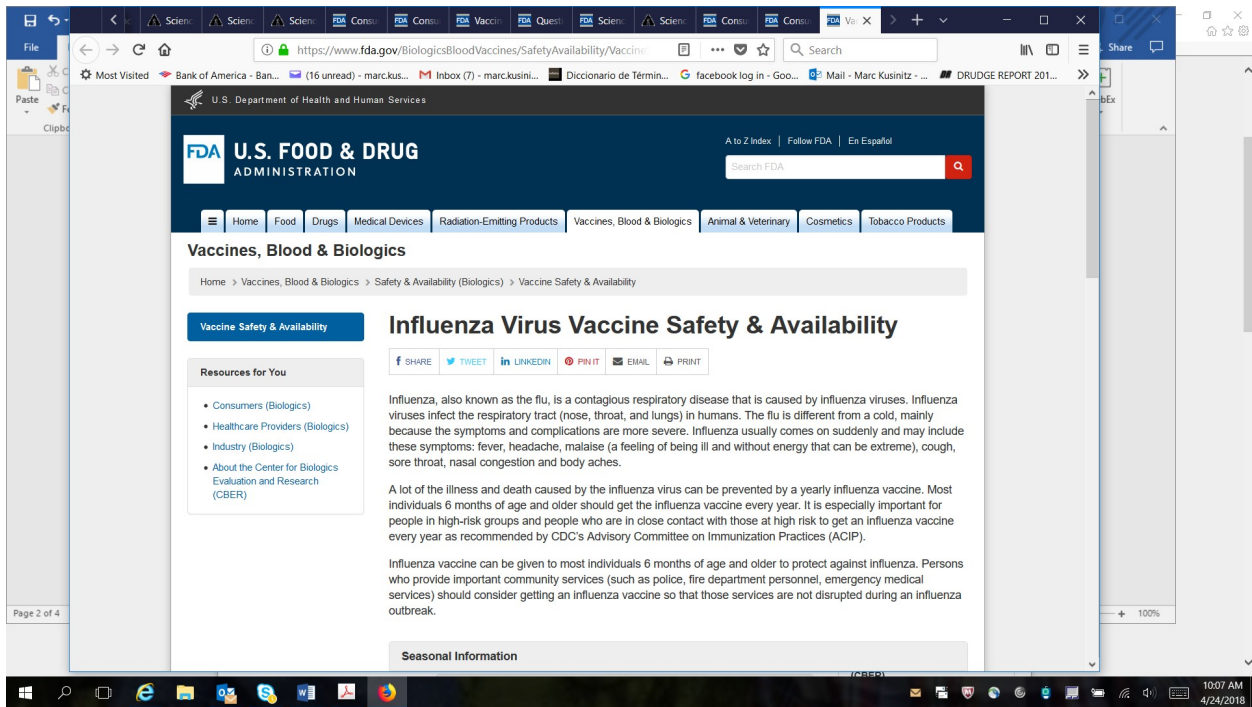 Scienc
Scienc
Scienc
Consu
Consu
Vaccin
Questi
Scienc
Scienc
Consu
Consu
Va
File
Share
https://www.fda.gov/BiologicsBloodVaccines/SafetyAvailability/Vaccine
Search
Most Visited
Bank of America - Ban...
(16 unread) - marc.kus...
Inbox (7) - marc.kusini...
Diccionario de Términ...
facebook log in - Goo...
Mail - Marc Kusinitz - ...
DRUDGE REPORT 201...
Paste
Clipbo
bEx
U.S. Department of Health and Human Services
FDA
U.S. FOOD & DRUG
ADMINISTRATION
A to Z Index | Follow FDA | En Español
Search FDA
Home
Food
Drugs
Medical Devices
Radiation-Emitting Products
Vaccines, Blood & Biologics
Animal & Veterinary
Cosmetics
Tobacco Products
Vaccines, Blood & Biologics
Home > Vaccines, Blood & Biologics > Safety & Availability (Biologics) > Vaccine Safety & Availability
Vaccine Safety & Availability
Resources for You
• Consumers (Biologics)
• Healthcare Providers (Biologics)
• Industry (Biologics)
• About the Center for Biologics
Evaluation and Research
(CBER)
Influenza Virus Vaccine Safety & Availability
SHARE
TWEET
LINKEDIN
PIN IT
EMAIL
PRINT
Influenza, also known as the flu, is a contagious respiratory disease that is caused by influenza viruses. Influenza
viruses infect the respiratory tract (nose, throat, and lungs) in humans. The flu is different from a cold, mainly
because the symptoms and complications are more severe. Influenza usually comes on suddenly and may include
these symptoms: fever, headache, malaise (a feeling of being ill and without energy that can be extreme), cough,
sore throat, nasal congestion and body aches.
A lot of the illness and death caused by the influenza virus can be prevented by a yearly influenza vaccine. Most
individuals 6 months of age and older should get the influenza vaccine every year. It is especially important for
people in high-risk groups and people who are in close contact with those at high risk to get an influenza vaccine
every year as recommended by CDC's Advisory Committee on Immunization Practices (ACIP).
Influenza vaccine can be given to most individuals 6 months of age and older to protect against influenza. Persons
who provide important community services (such as police, fire department personnel, emergency medical
services) should consider getting an influenza vaccine so that those services are not disrupted during an influenza
outbreak.
Seasonal Information
Page 2 of 4
100%
(CBER)
10:07 AM
4/24/2018